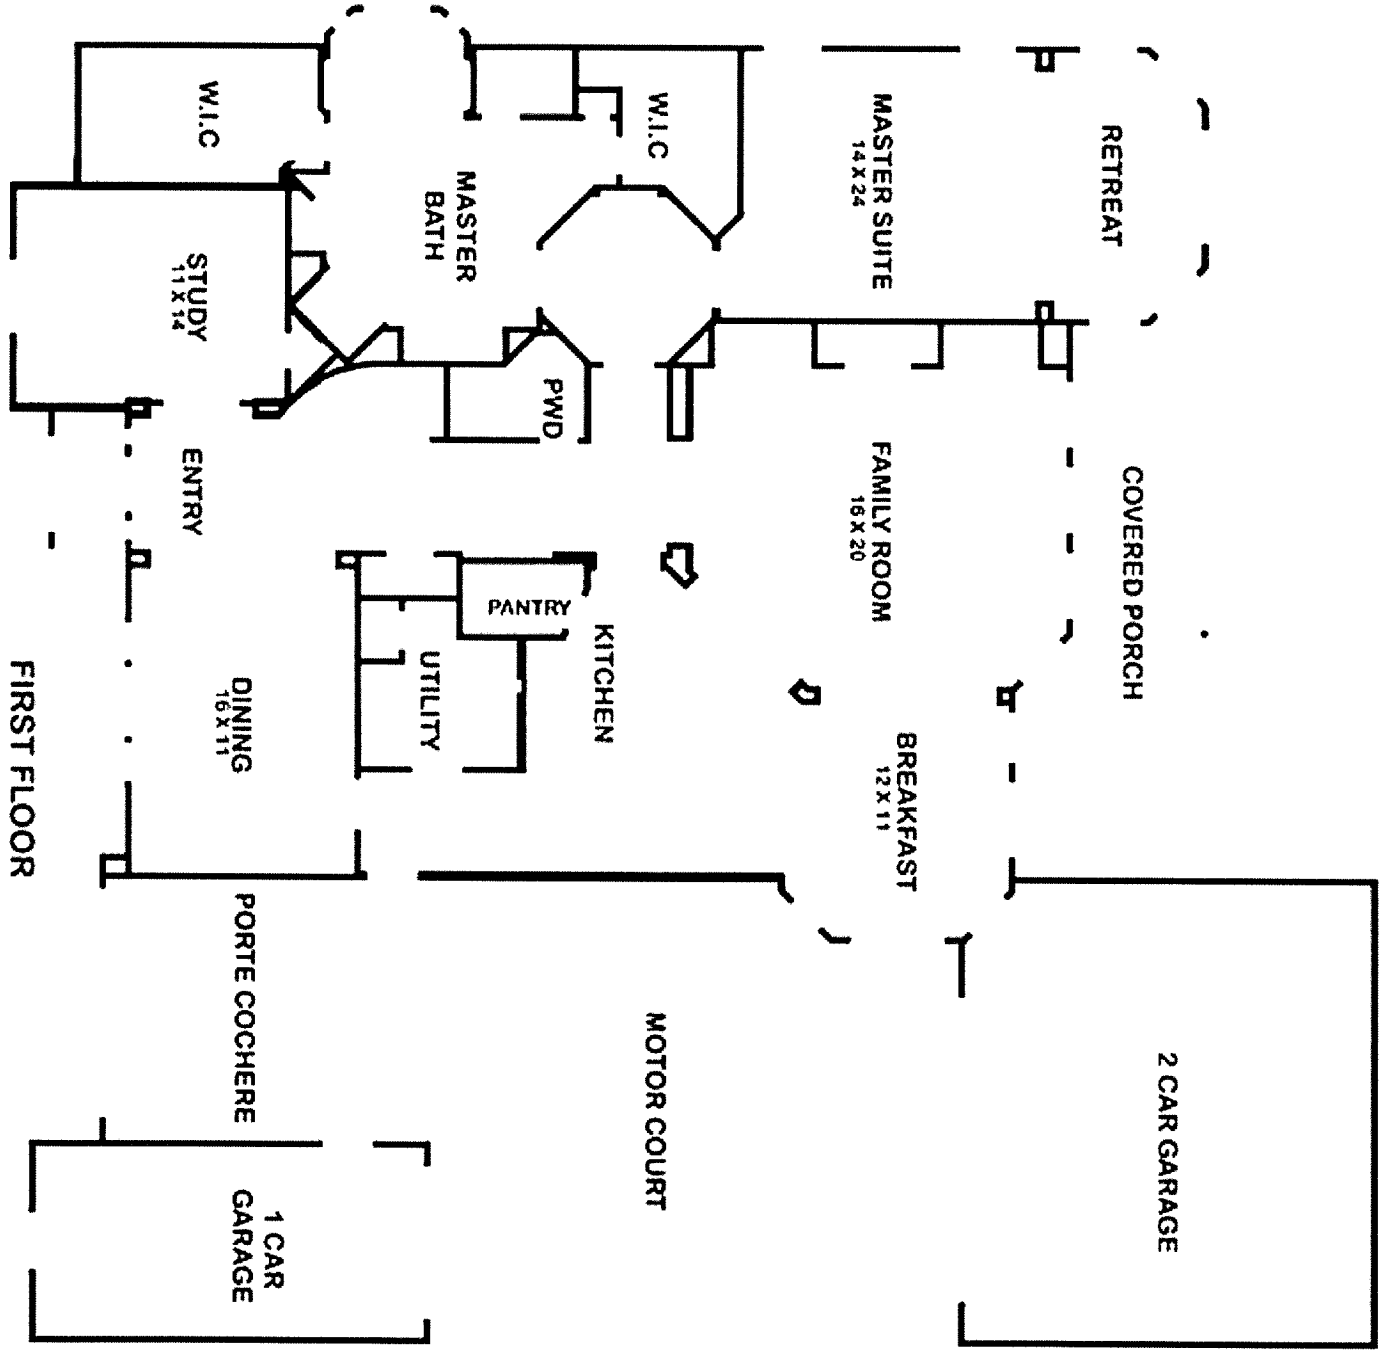 RETREAT
COVERED PORCH
2 CAR GARAGE
MASTER SUITE
14 X 24
FAMILY ROOM
16 X 20
BREAKFAST
12 X 11
W.I.C
MOTOR COURT
KITCHEN
PWD
PANTRY
MASTER
BATH
UTILITY
W.I.C
STUDY
11 X 14
ENTRY
DINING
16 X 11
PORTE COCHERE
1 CAR
GARAGE
FIRST FLOOR